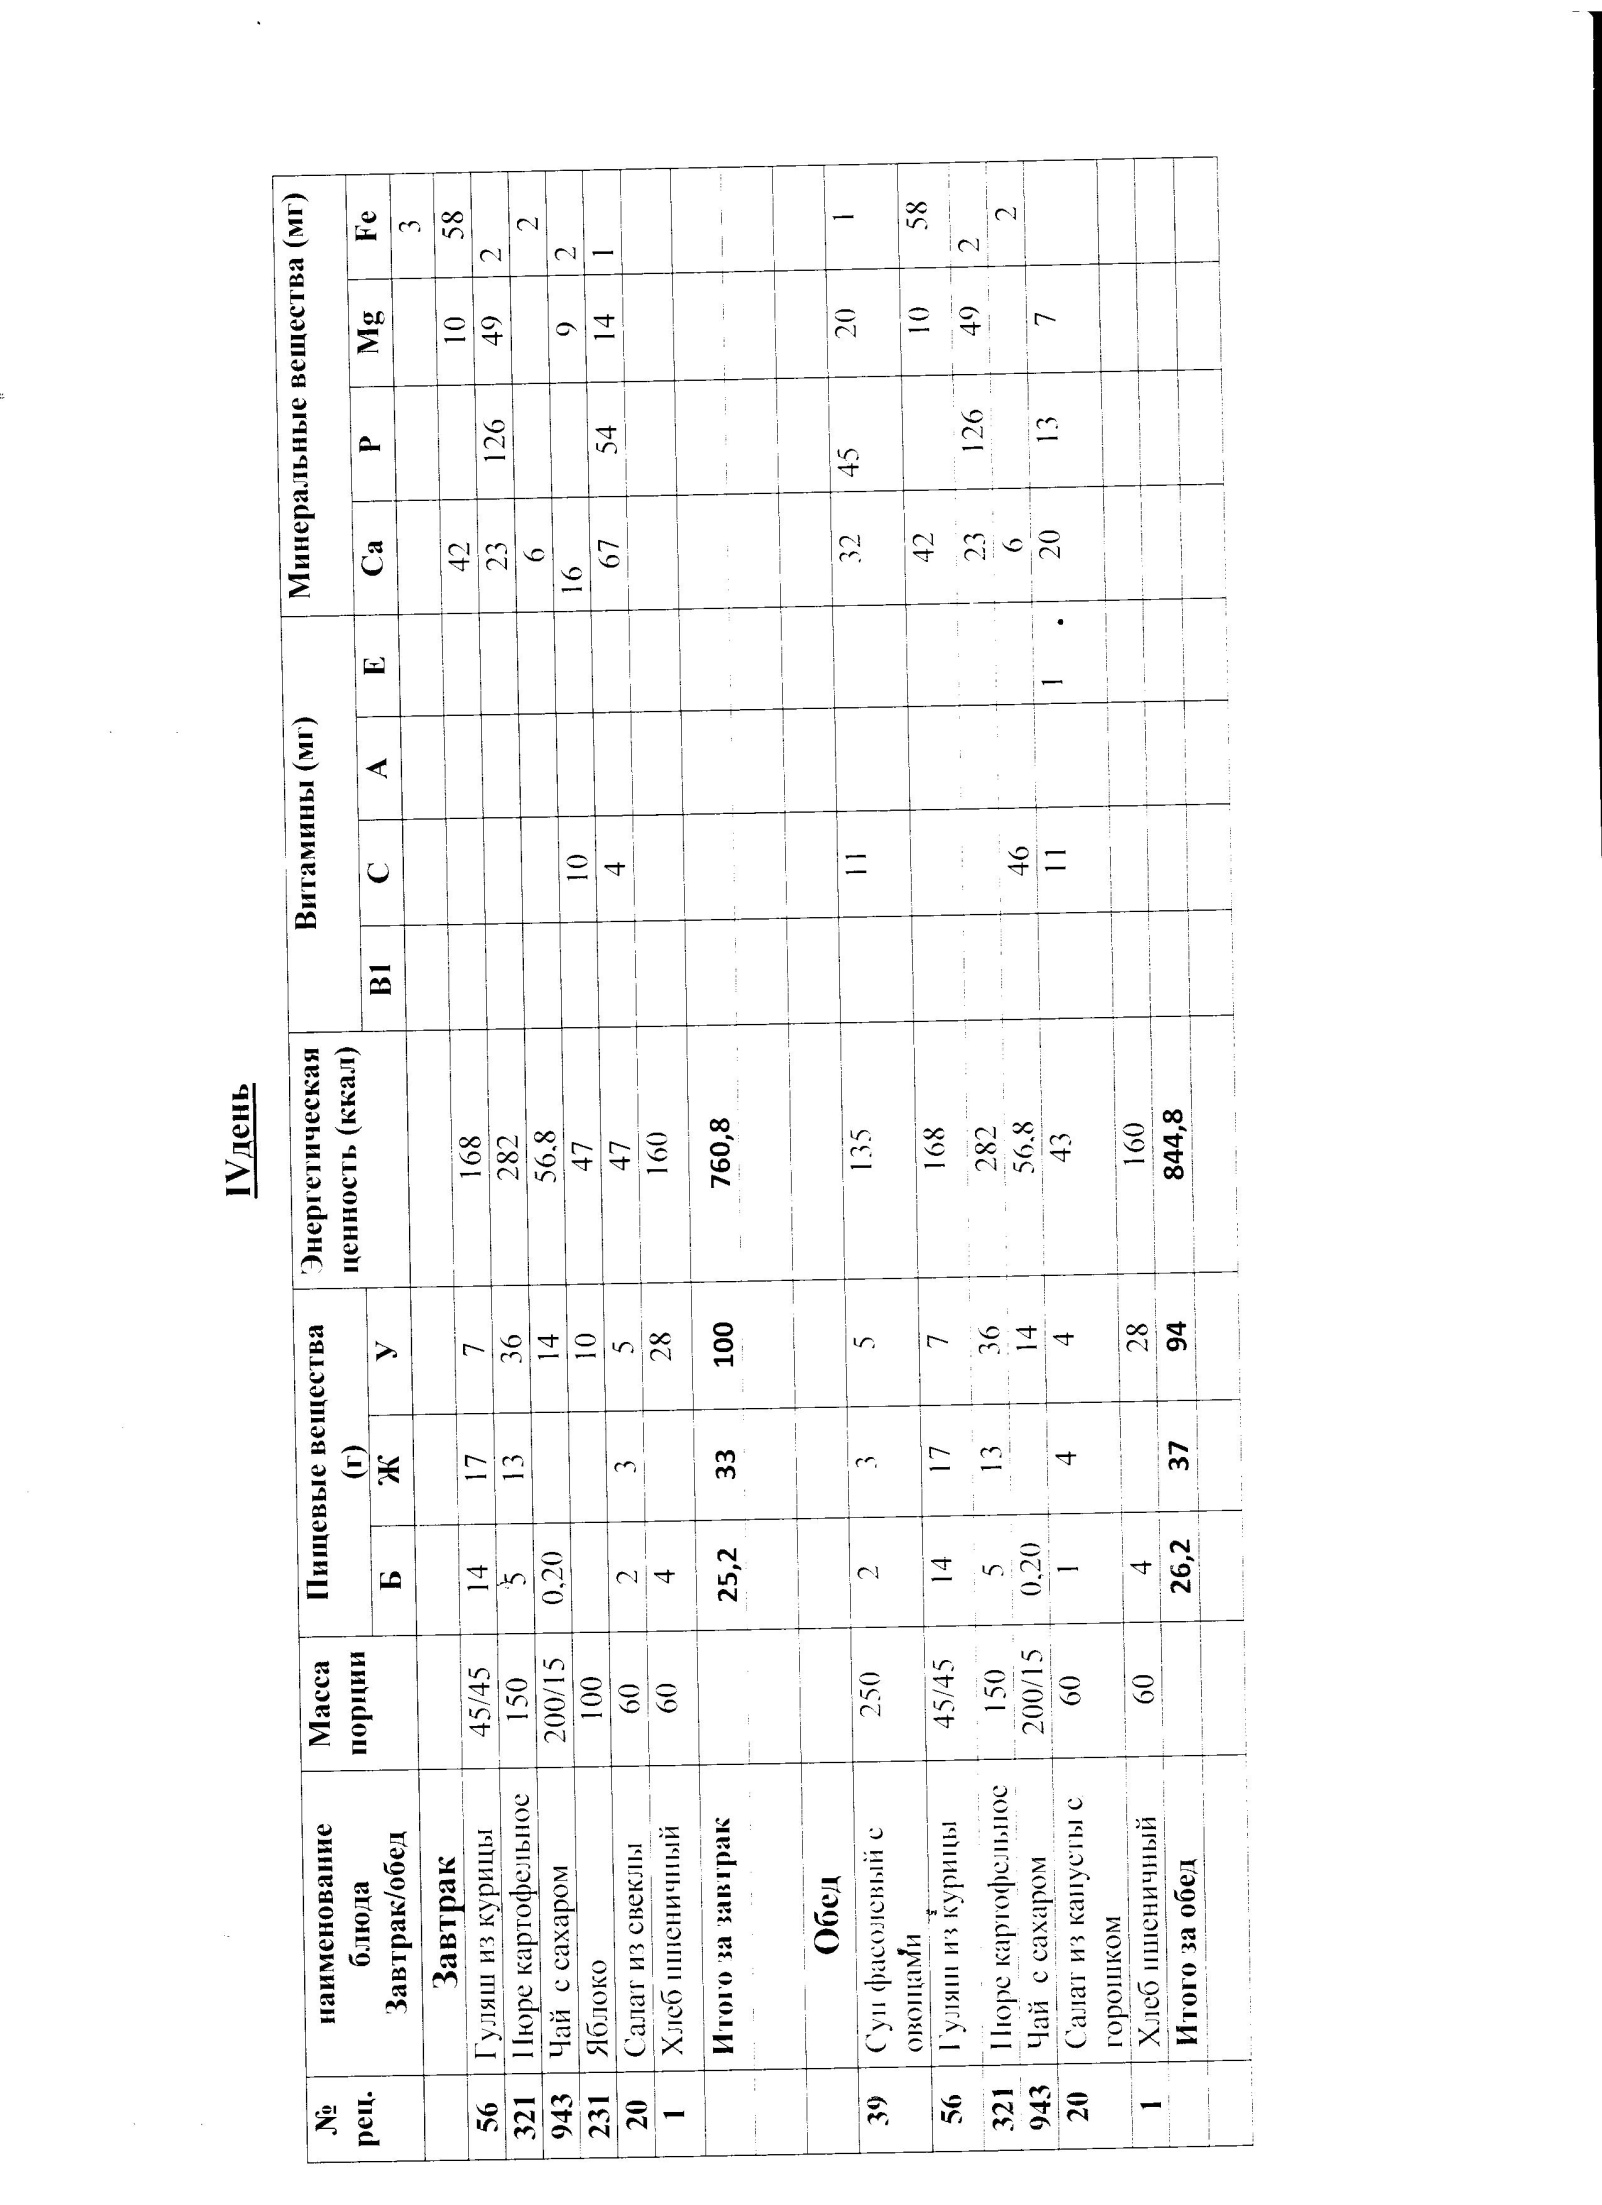 IVдень
№ рец. наименование блюда Завтрак/обед Масса порции Пищевые вещества (г) Энергетическая ценность (ккал) Витамины (мг) Минеральные вещества (мг)
Б Ж У В1 С А Е Са Р Mg Fe
Завтрак 3
56 Гуляш из курицы 45/45 14 17 7 168 42 10 58
321 Пюре картофельное 150 5 13 36 282 23 126 49 2
943 Чай с сахаром 200/15 0,20 14 56,8 6 2
231 Яблоко 100 10 47 10 16 9 2
20 Салат из свеклы 60 2 3 5 47 4 67 54 14 1
1 Хлеб пшеничный 60 4 28 160
Итого за завтрак 25,2 33 100 760,8
Обед
39 Суп фасолевый с овощами 250 2 3 5 135 11 32 45 20 1
56 Гуляш из курицы 45/45 14 17 7 168 42 10 58
321 Пюре картофельное 150 5 13 36 282 23 126 49 2
943 Чай с сахаром 200/15 0,20 14 56,8 46 6 2
20 Салат из капусты с горошком 60 1 4 4 43 11 1 20 13 7
1 Хлеб пшеничный 60 4 28 160
Итого за обед 26,2 37 94 844,8